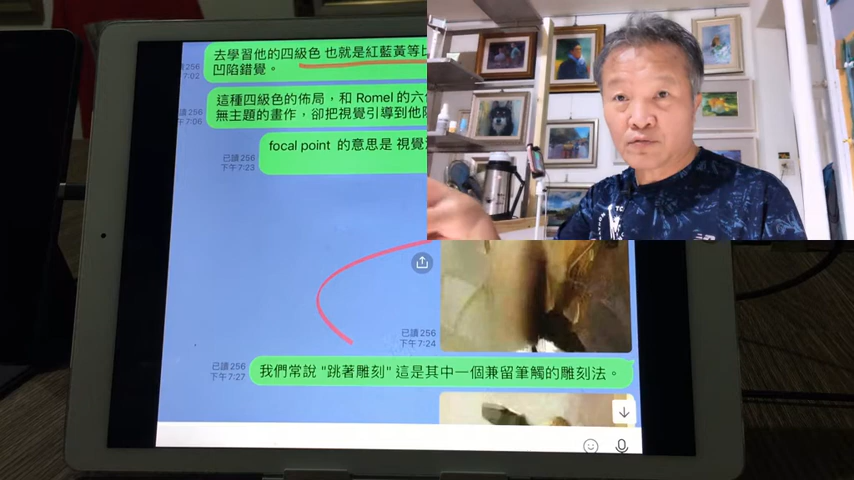 去學習他的四級色 也就是紅藍黃等
凹陷錯覺。
256
7:02
這種四級色的佈局，和 Romel 的六
無主題的畫作，卻把視覺引導到他
256
7:06
focal point 的意思是 視覺
已讀 256
下午 7:23
已讀 256
下午 7:24
我們常說 "跳著雕刻" 這是其中一個兼留筆觸的雕刻法。
已讀 256
下午 7:27